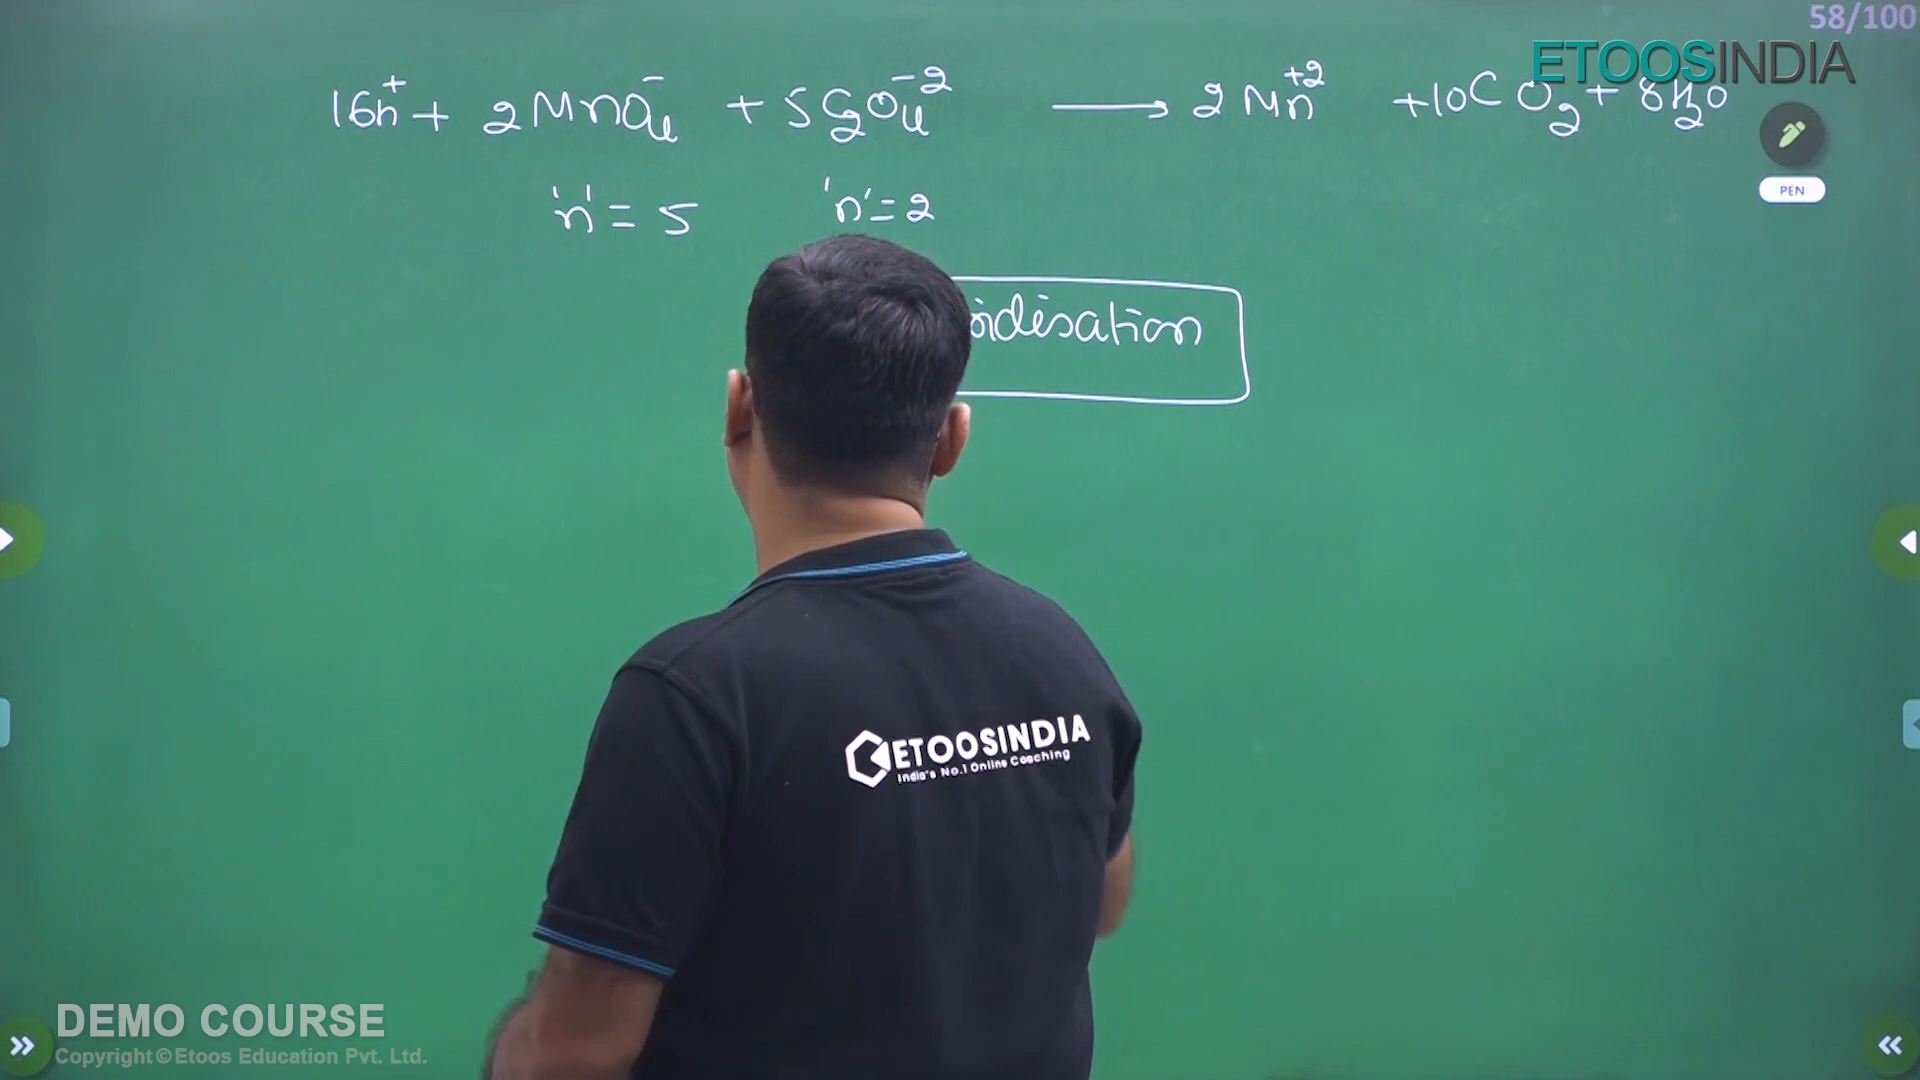 58/100
ETOOSINDIA
16H⁺ + 2MnO₄⁻ + 5C₂O₄⁻² ⟶ 2Mn⁺² + 10CO₂ + 8H₂O
PEN
'n' = 5 'n' = 2
ETOOSINDIA
India's No.1 Online Coaching
DEMO COURSE
Copyright©Etoos Education Pvt. Ltd.